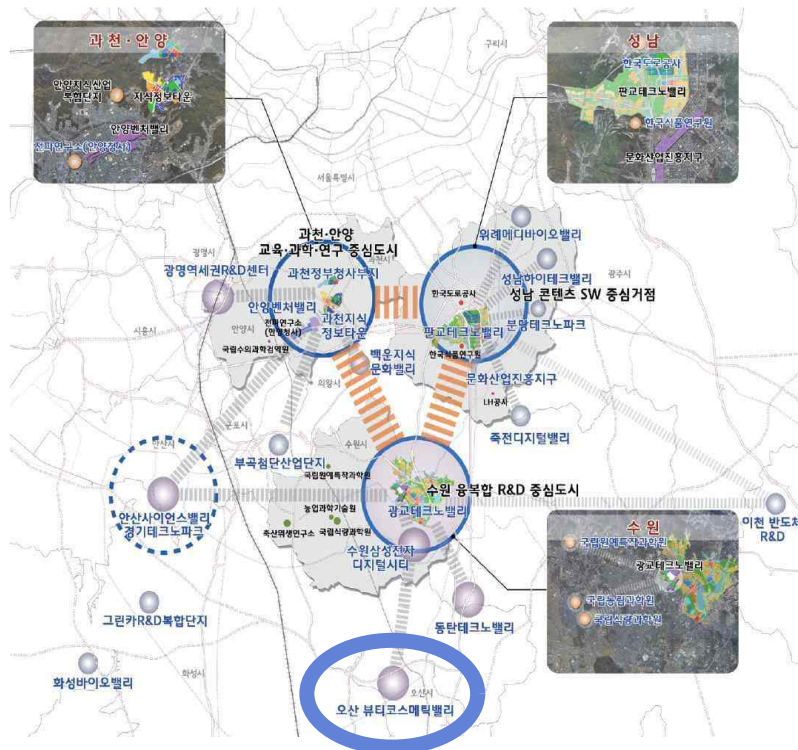 과천·안양
안양지식산업
복합단지
지식정보타운
안양벤처밸리
전파연구소(안양청사)
성남
한국도로공사
판교테크노밸리
한국식품연구원
문화산업진흥지구
구리시
서울특별시
광명시
과천시
광주시
과천·안양
교육·과학·연구 중심도시
광명역세권R&D센터
과천정부청사부지
안양벤처밸리
과천지식
정보타운
전파연구소
국립수의과학검역원
시흥시
안양시
의왕시
백운지식
문화밸리
위례메디바이오밸리
성남하이테크밸리
성남 콘텐츠 SW 중심거점
한국도로공사
판교테크노밸리
분당테크노파크
한국식품연구원
문화산업진흥지구
LH공사
죽전디지털밸리
군포시
안산시
수원시
부곡첨단산업단지
국립원예특작과학원
수원 융복합 R&D 중심도시
광교테크노밸리
안산사이언스밸리
경기테크노파크
농업과학기술원
축산위생연구소
국립식량과학원
이천 반도체
R&D
수원삼성전자
디지털시티
수원
국립원예특작과학원
광교테크노밸리
국립농림과학원
국립식량과학원
그린카R&D복합단지
동탄테크노밸리
화성바이오밸리
화성시
오산시
오산 뷰티코스메틱밸리